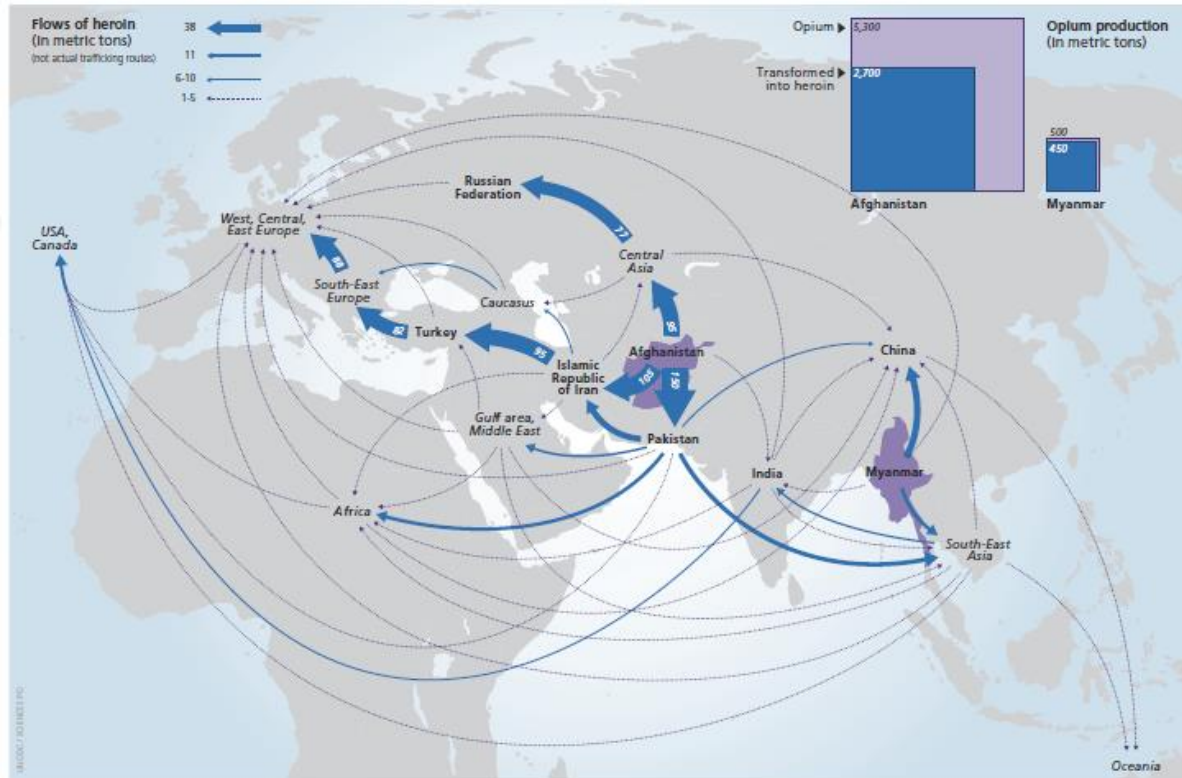 Flows of heroin
(in metric tons)
(not actual trafficking routes)
38
11
6-10
1-5
Opium
5,300
Opium production
(in metric tons)
Transformed
into heroin
2,700
500
450
Afghanistan
Myanmar
Russian
Federation
77
West, Central,
East Europe
USA,
Canada
88
Central
Asia
South-East
Europe
Caucasus
82
Turkey
95
Afghanistan
China
105
150
Islamic
Republic
of Iran
Gulf area,
Middle East
Pakistan
India
Myanmar
Africa
South-East
Asia
Oceania